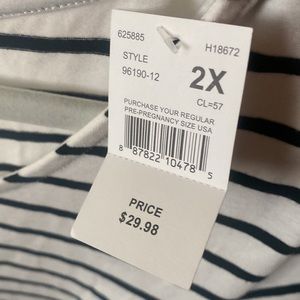 625885 H18672
STYLE
96190-12 2X
CL=57
PURCHASE YOUR REGULAR
PRE-PREGNANCY SIZE USA
8 87822 10478 5
PRICE
$29.98